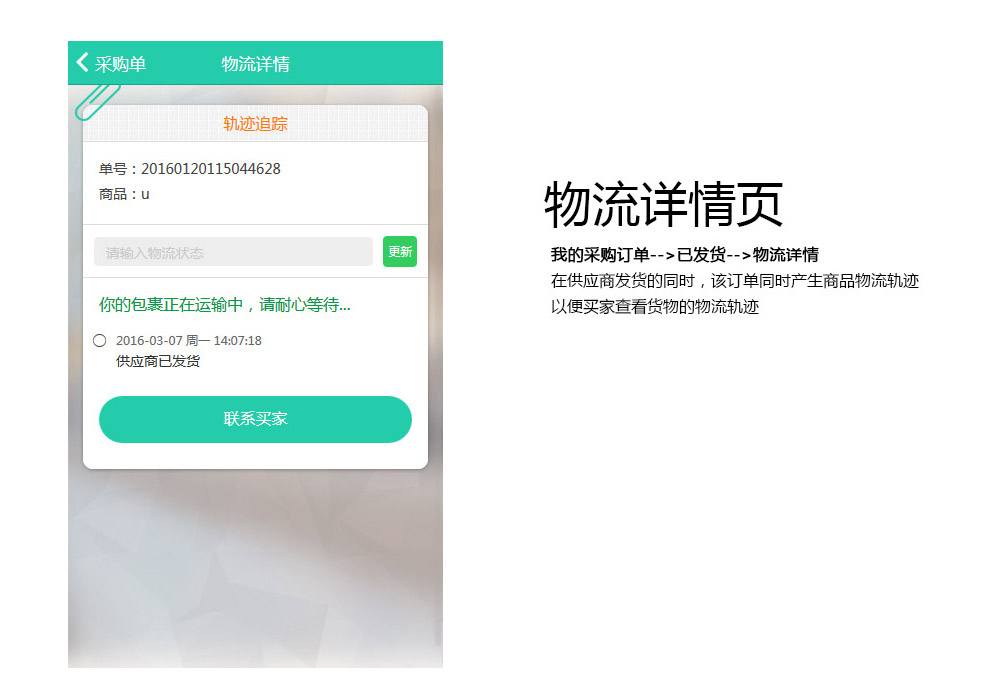 采购单
物流详情
轨迹追踪
单号：20160120115044628
商品：u
请输入物流状态
更新
你的包裹正在运输中，请耐心等待...
2016-03-07 周一 14:07:18
供应商已发货
联系买家
物流详情页
我的采购订单-->已发货-->物流详情
在供应商发货的同时，该订单同时产生商品物流轨迹
以便买家查看货物的物流轨迹